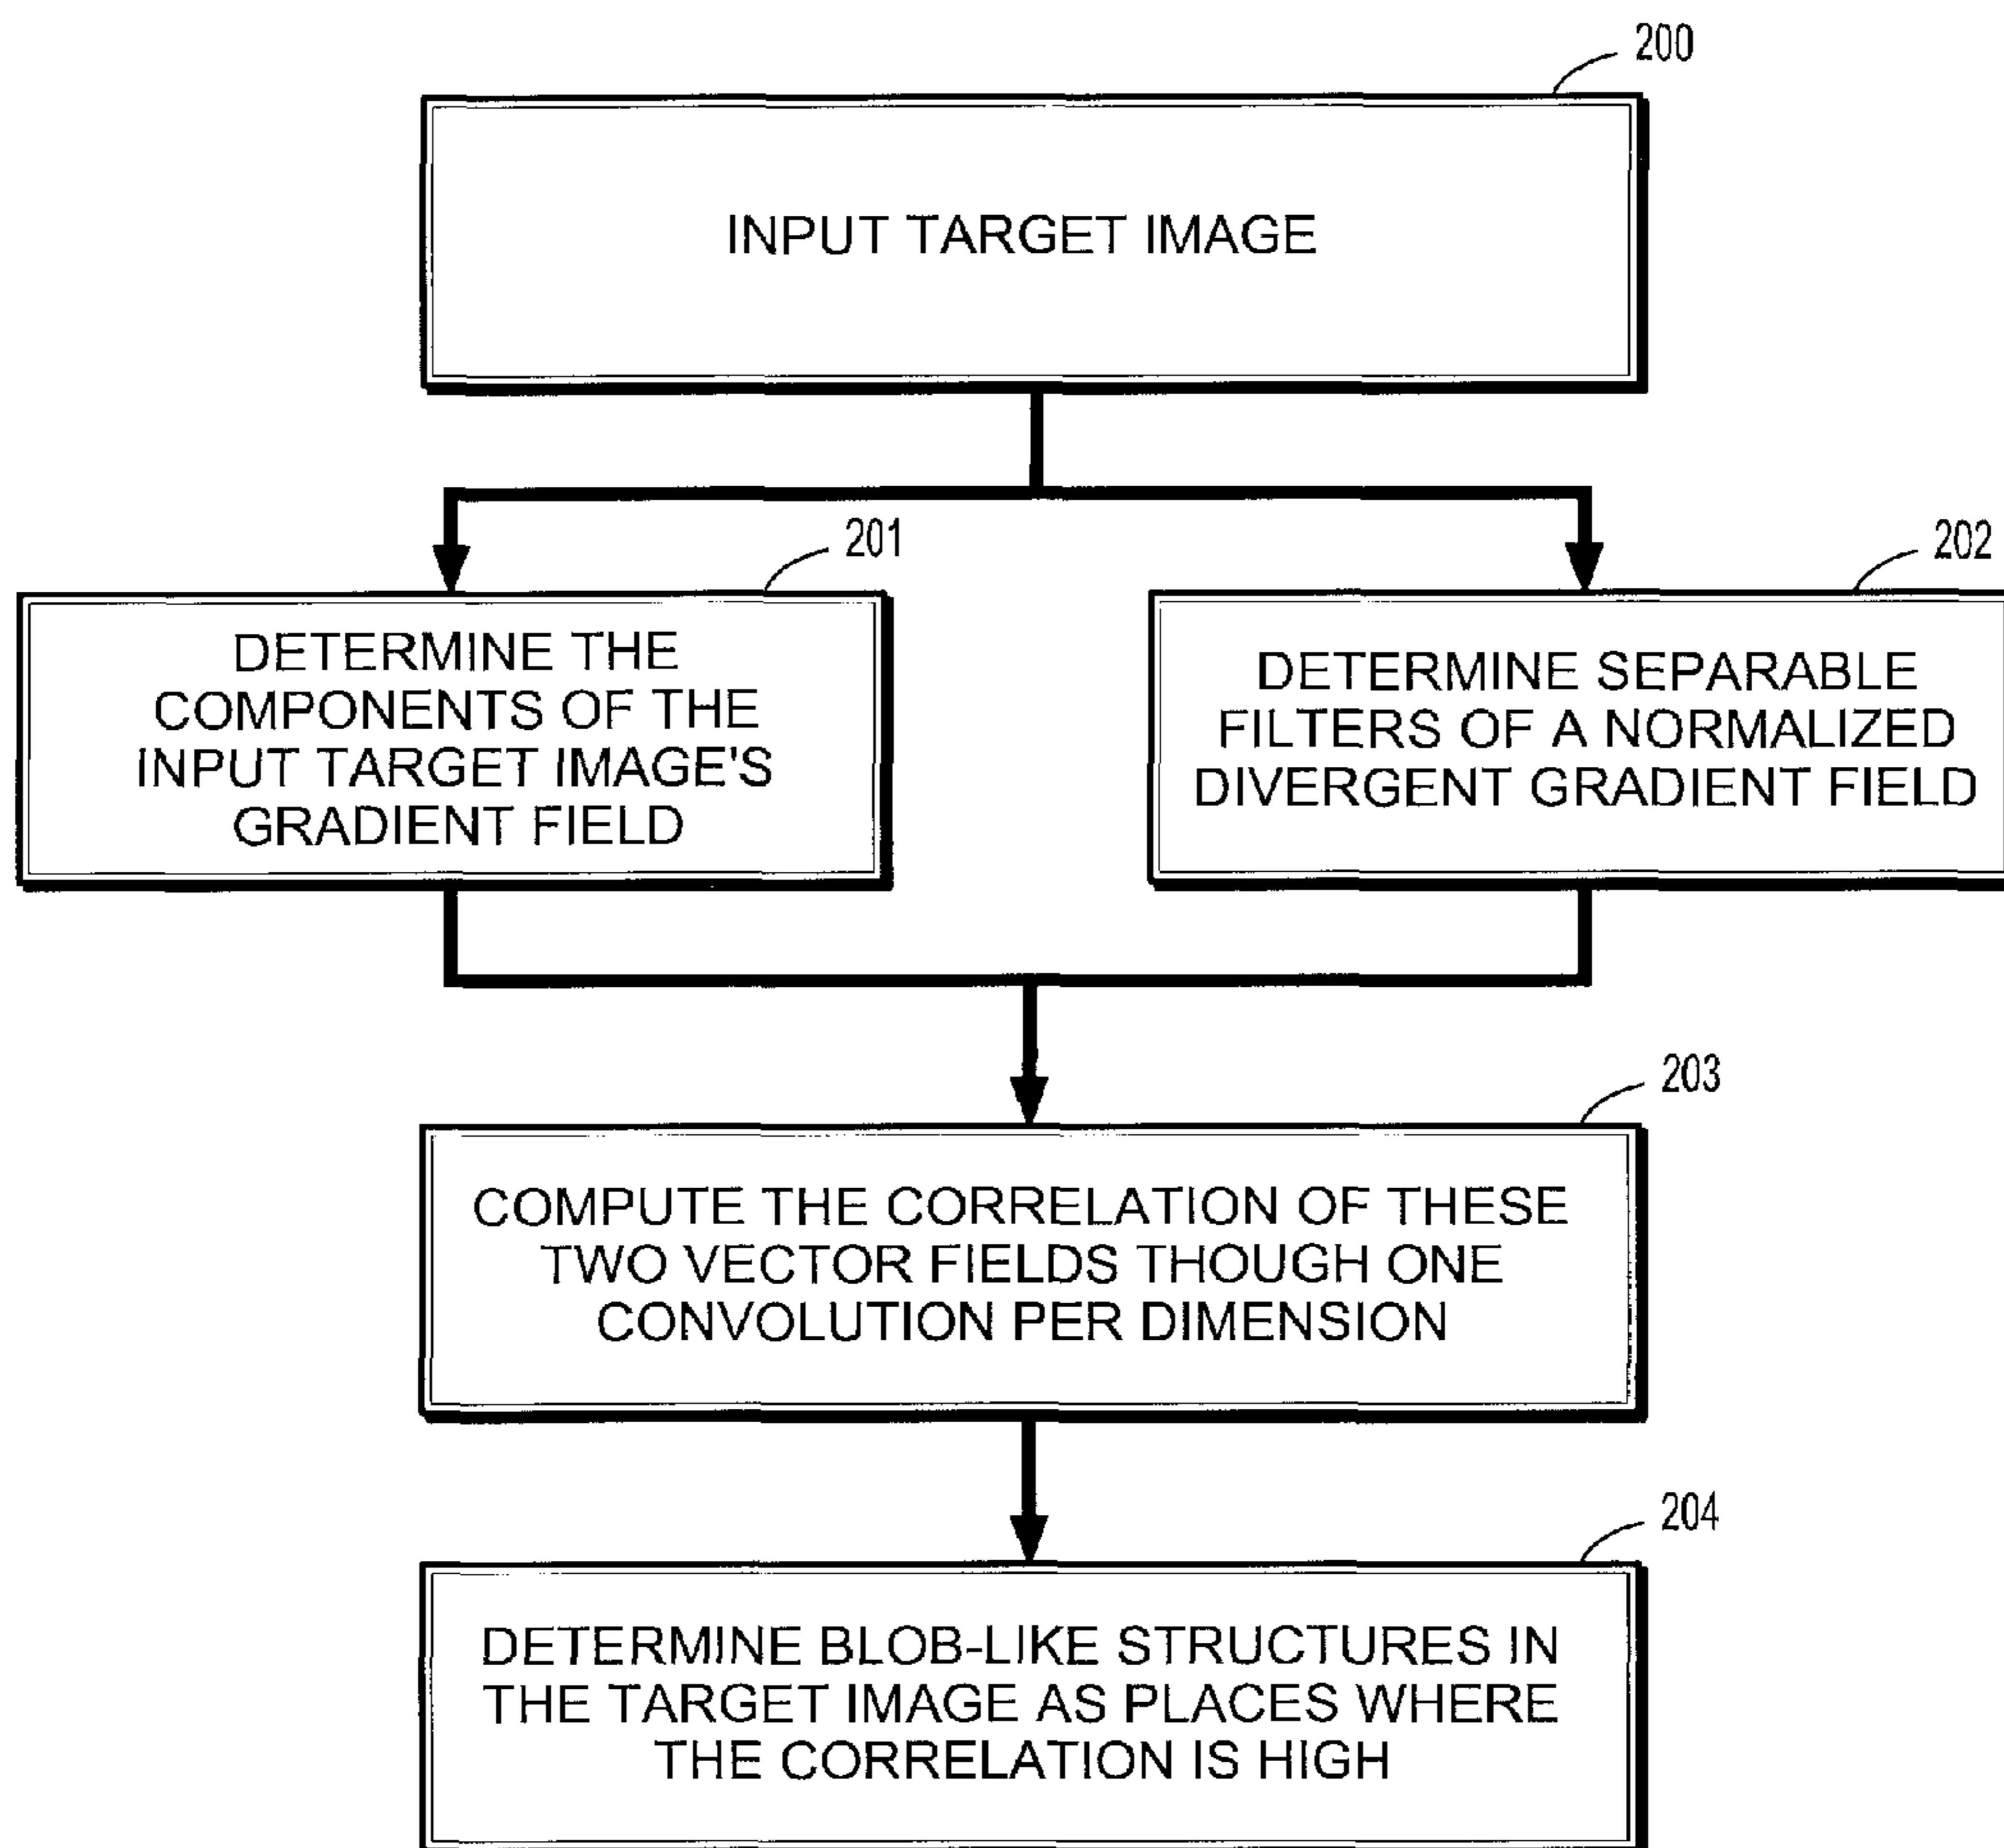 200
INPUT TARGET IMAGE
201
DETERMINE THE
COMPONENTS OF THE
INPUT TARGET IMAGE'S
GRADIENT FIELD
202
DETERMINE SEPARABLE
FILTERS OF A NORMALIZED
DIVERGENT GRADIENT FIELD
203
COMPUTE THE CORRELATION OF THESE
TWO VECTOR FIELDS THOUGH ONE
CONVOLUTION PER DIMENSION
204
DETERMINE BLOB-LIKE STRUCTURES IN
THE TARGET IMAGE AS PLACES WHERE
THE CORRELATION IS HIGH